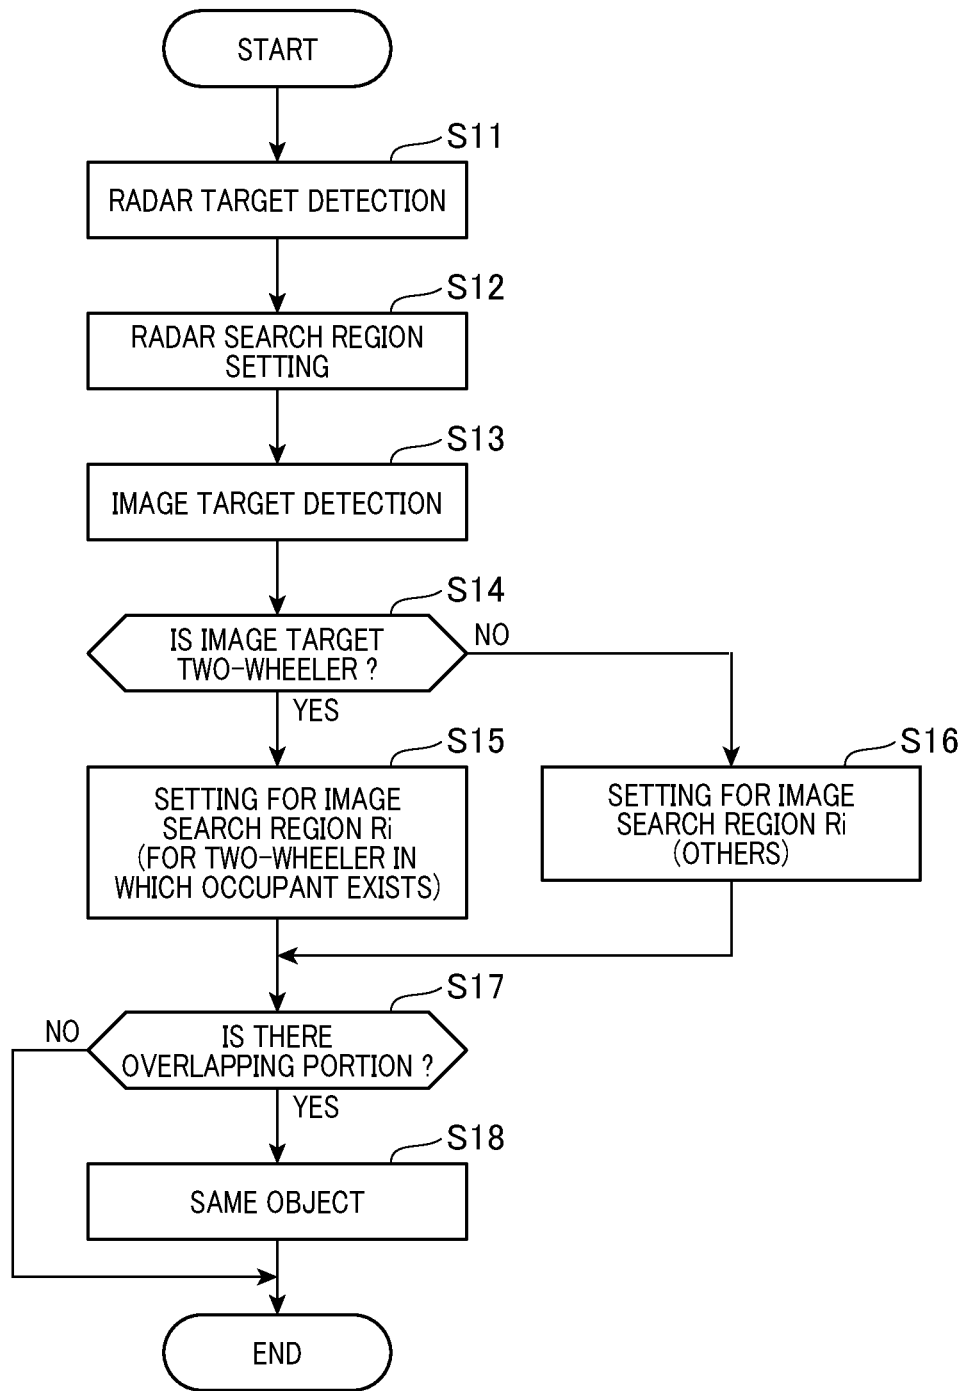 START
S11
RADAR TARGET DETECTION
S12
RADAR SEARCH REGION
SETTING
S13
IMAGE TARGET DETECTION
S14
IS IMAGE TARGET
TWO-WHEELER ?
NO
YES
S15
SETTING FOR IMAGE
SEARCH REGION Ri
(FOR TWO-WHEELER IN
WHICH OCCUPANT EXISTS)
S16
SETTING FOR IMAGE
SEARCH REGION Ri
(OTHERS)
S17
IS THERE
OVERLAPPING PORTION ?
NO
YES
S18
SAME OBJECT
END